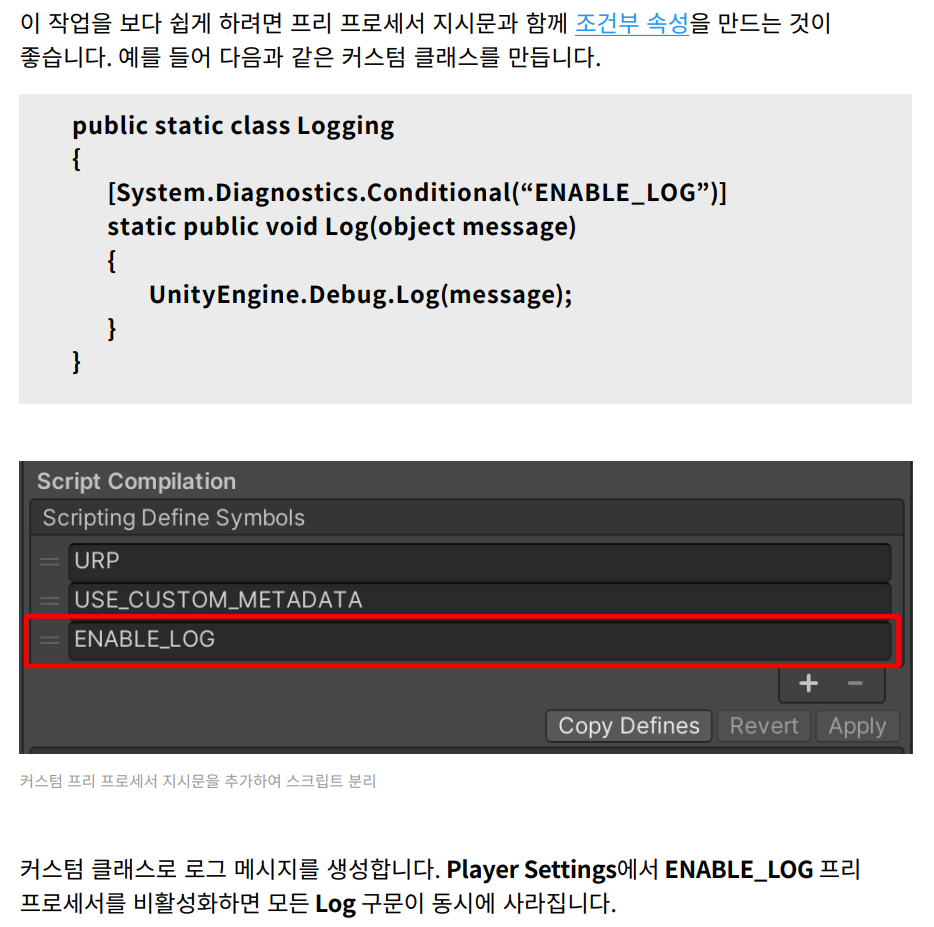 이 작업을 보다 쉽게 하려면 프리 프로세서 지시문과 함께 조건부 속성을 만드는 것이
좋습니다. 예를 들어 다음과 같은 커스텀 클래스를 만듭니다.
public static class Logging
{
[System.Diagnostics.Conditional(“ENABLE_LOG”)]
static public void Log(object message)
{
UnityEngine.Debug.Log(message);
}
}
Script Compilation
Scripting Define Symbols
URP
USE_CUSTOM_METADATA
ENABLE_LOG
+ −
Copy Defines Revert Apply
커스텀 프리 프로세서 지시문을 추가하여 스크립트 분리
커스텀 클래스로 로그 메시지를 생성합니다. Player Settings에서 ENABLE_LOG 프리
프로세서를 비활성화하면 모든 Log 구문이 동시에 사라집니다.